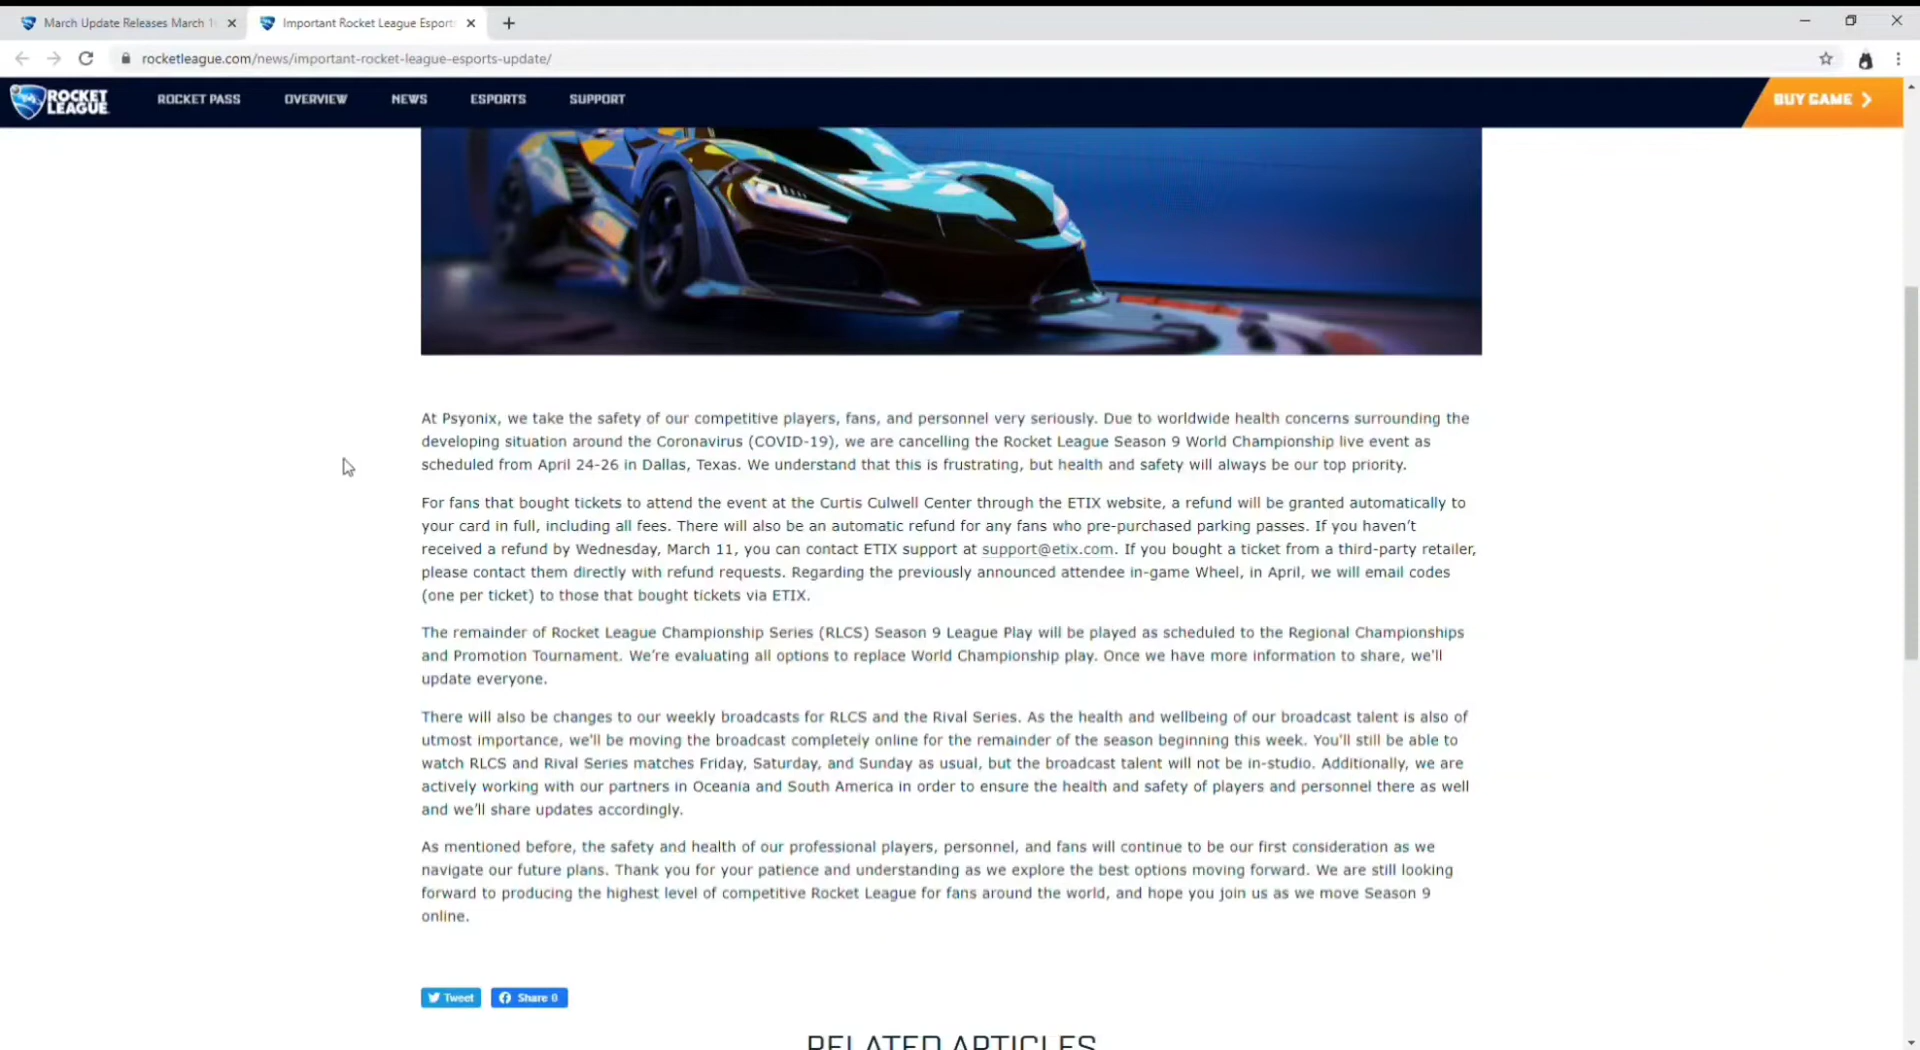 March Update Releases March 1
Important Rocket League Esport
rocketleague.com/news/important-rocket-league-esports-update/
ROCKET LEAGUE
ROCKET PASS
OVERVIEW
NEWS
ESPORTS
SUPPORT
BUY GAME
At Psyonix, we take the safety of our competitive players, fans, and personnel very seriously. Due to worldwide health concerns surrounding the
developing situation around the Coronavirus (COVID-19), we are cancelling the Rocket League Season 9 World Championship live event as
scheduled from April 24-26 in Dallas, Texas. We understand that this is frustrating, but health and safety will always be our top priority.
For fans that bought tickets to attend the event at the Curtis Culwell Center through the ETIX website, a refund will be granted automatically to
your card in full, including all fees. There will also be an automatic refund for any fans who pre-purchased parking passes. If you haven't
received a refund by Wednesday, March 11, you can contact ETIX support at support@etix.com. If you bought a ticket from a third-party retailer,
please contact them directly with refund requests. Regarding the previously announced attendee in-game Wheel, in April, we will email codes
(one per ticket) to those that bought tickets via ETIX.
The remainder of Rocket League Championship Series (RLCS) Season 9 League Play will be played as scheduled to the Regional Championships
and Promotion Tournament. We're evaluating all options to replace World Championship play. Once we have more information to share, we'll
update everyone.
There will also be changes to our weekly broadcasts for RLCS and the Rival Series. As the health and wellbeing of our broadcast talent is also of
utmost importance, we'll be moving the broadcast completely online for the remainder of the season beginning this week. You'll still be able to
watch RLCS and Rival Series matches Friday, Saturday, and Sunday as usual, but the broadcast talent will not be in-studio. Additionally, we are
actively working with our partners in Oceania and South America in order to ensure the health and safety of players and personnel there as well
and we'll share updates accordingly.
As mentioned before, the safety and health of our professional players, personnel, and fans will continue to be our first consideration as we
navigate our future plans. Thank you for your patience and understanding as we explore the best options moving forward. We are still looking
forward to producing the highest level of competitive Rocket League for fans around the world, and hope you join us as we move Season 9
online.
Tweet
Share 0
RELATED ARTICLES